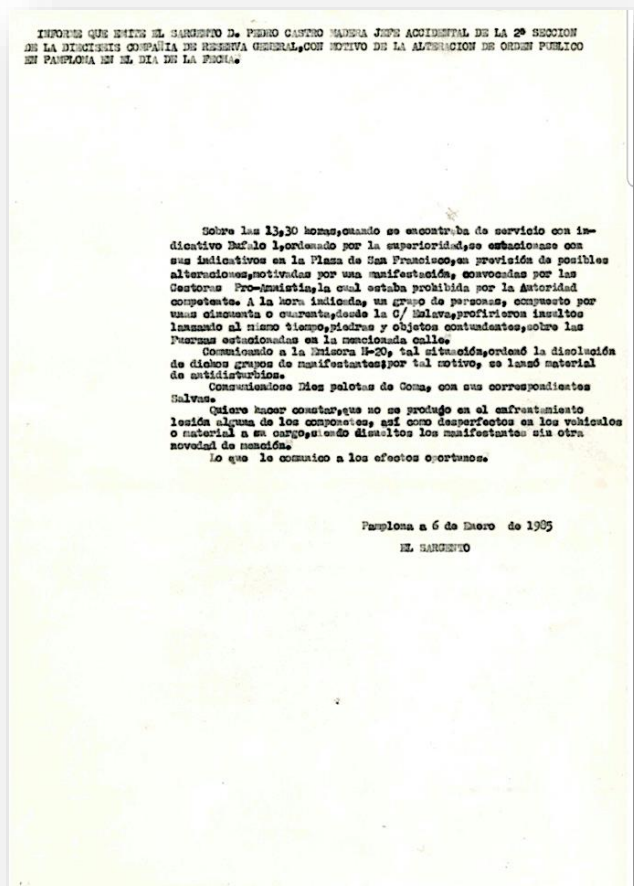 INFORME QUE EMITE EL SARGENTO D. PEDRO CASTRO MADERA JEFE ACCIDENTAL DE LA 2ª SECCION
DE LA DIECISEIS COMPAÑIA DE RESERVA GENERAL,CON MOTIVO DE LA ALTERACION DE ORDEN PUBLICO
EN PAMPLONA EN EL DIA DE LA FECHA.
Sobre las 13,30 horas,cuando se encontraba de servicio con in-
dicativo Bufalo 1,ordenado por la superioridad,se estacionase con
sus indicativos en la Plaza de San Francisco,en previsión de posibles
alteraciones,motivadas por una manifestación, convocadas por las
Gestoras Pro-Amnistia,la cual estaba prohibida por la Autoridad
competente. A la hora indicada, un grupo de personas, compuesto por
unas cincuenta o cuarenta,desde la C/ Eslava,profirieron insultos
lanzando al mismo tiempo,piedras y objetos contundentes,sobre las
Fuerzas estacionadas en la mencionada calle.
Comunicando a la Emisora H-20, tal situación,ordenó la disolución
de dichos grupos de manifestantes;por tal motivo, se lanzó material
de antidisturbios.
Consumiendose Diez pelotas de Goma, con sus correspondientes
Salvas.
Quiere hacer constar,que no se produjo en el enfrentamiento
lesión alguna de los componetes, así como desperfectos en los vehiculos
o material a su cargo,siendo disueltos los manifestantes sin otra
novedad de mención.
Lo que le comunico a los efectos oportunos.
Pamplona a 6 de Enero de 1985
EL SARGENTO